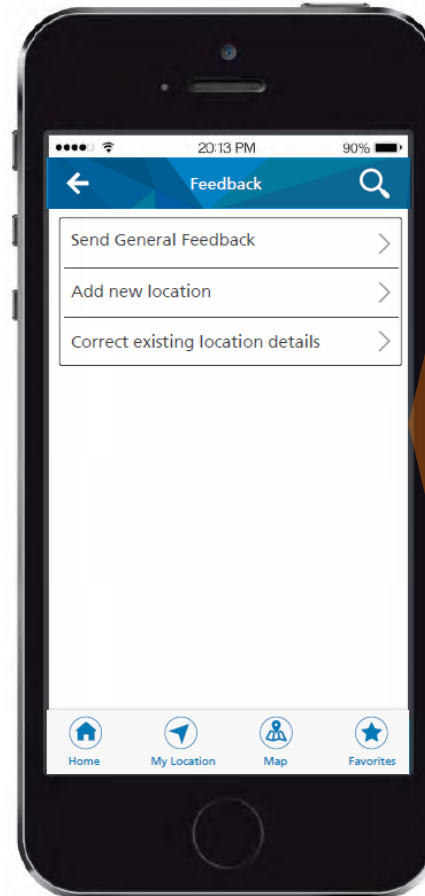 20:13 PM 90%
Feedback
Send General Feedback
Add new location
Correct existing location details
Home My Location Map Favorites